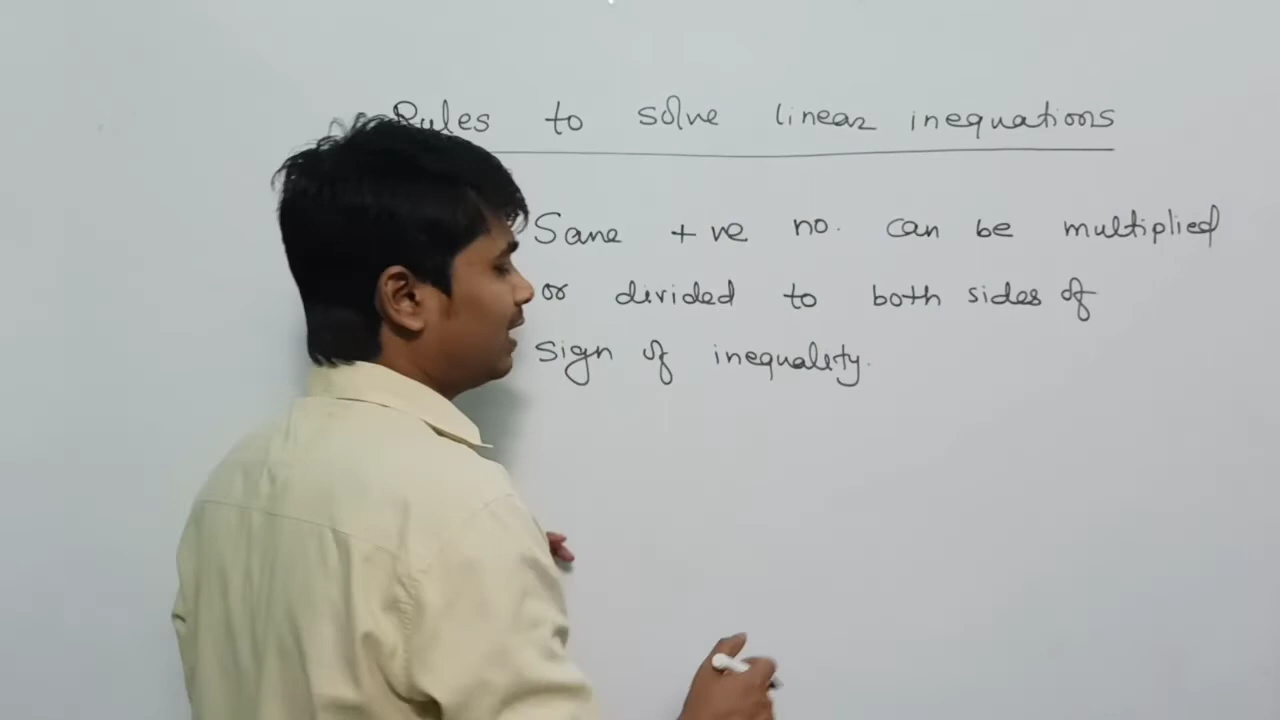 Rules to solve linear inequations
Same +ve no. can be multiplied
or divided to both sides of
sign of inequality.